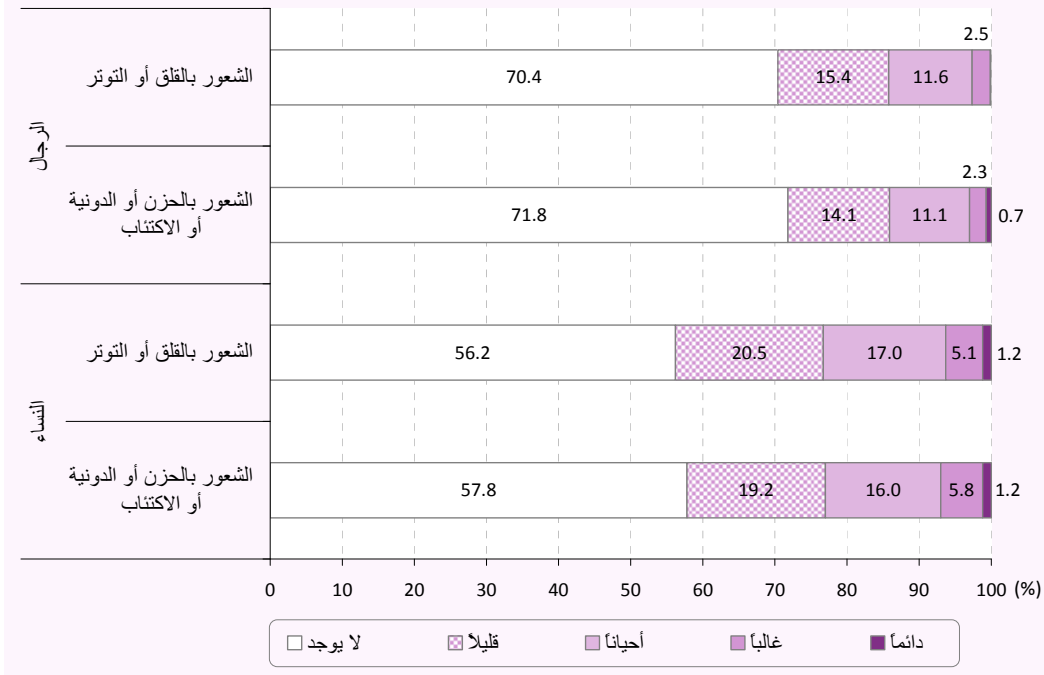 الرجال
الشعور بالقلق أو التوتر
70.4 15.4 11.6 2.5
الشعور بالحزن أو الدونية
أو الاكتئاب
71.8 14.1 11.1 2.3 0.7
النساء
الشعور بالقلق أو التوتر
56.2 20.5 17.0 5.1 1.2
الشعور بالحزن أو الدونية
أو الاكتئاب
57.8 19.2 16.0 5.8 1.2
0 10 20 30 40 50 60 70 80 90 100 (%)
لا يوجد قليلاً أحياناً غالباً دائماً